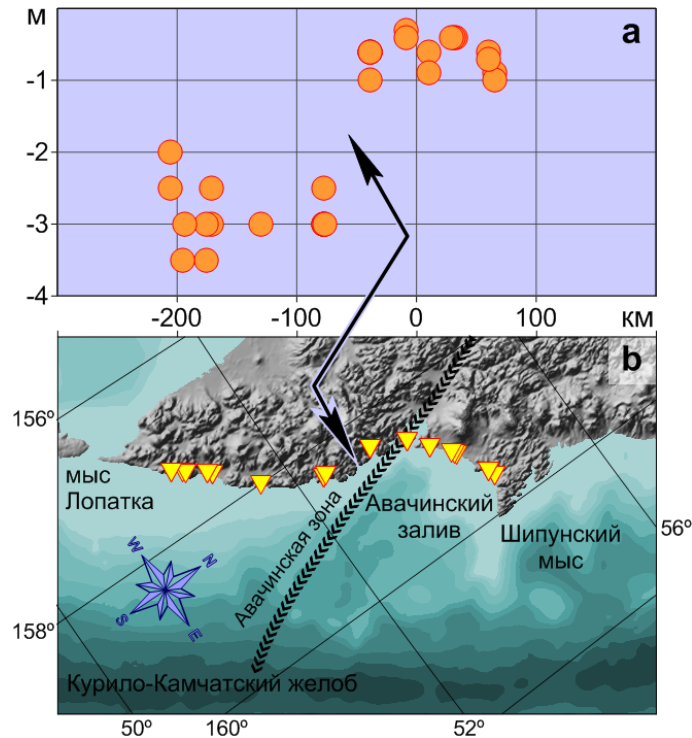 м
a
-1
-2
-3
-4
-200
-100
0
100
км
b
156º
мыс
Лопатка
Авачинская зона
Авачинский
залив
Шипунский
мыс
56º
W
N
S
E
158º
Курило-Камчатский желоб
50º
160º
52º